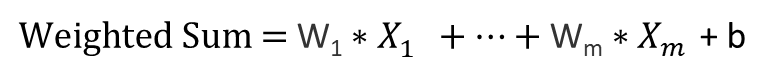 Weighted Sum = W₁ * X₁ + ⋯ + Wₘ * Xₘ + b